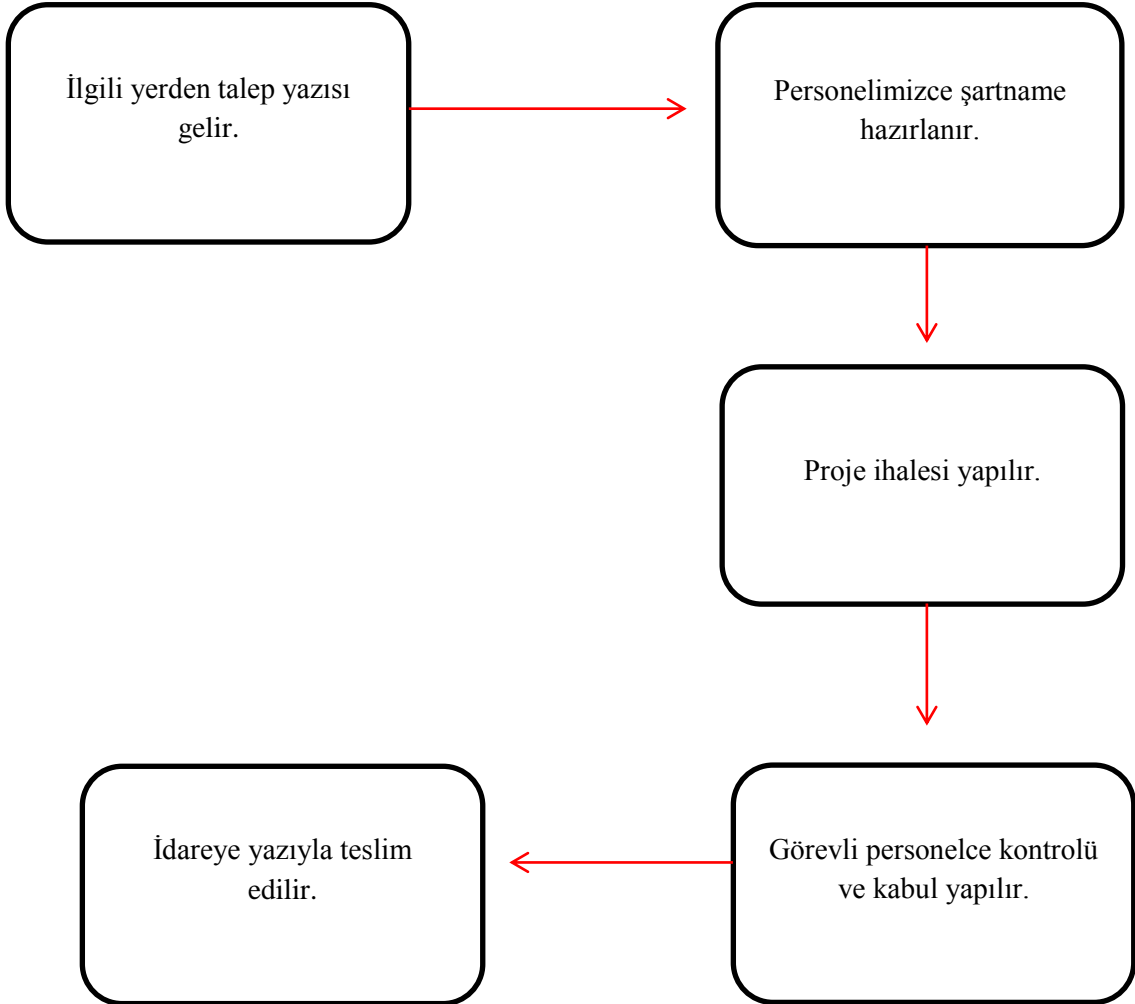 İlgili yerden talep yazısı
gelir.
Personelimizce şartname
hazırlanır.
Proje ihalesi yapılır.
Görevli personelce kontrolü
ve kabul yapılır.
İdareye yazıyla teslim
edilir.